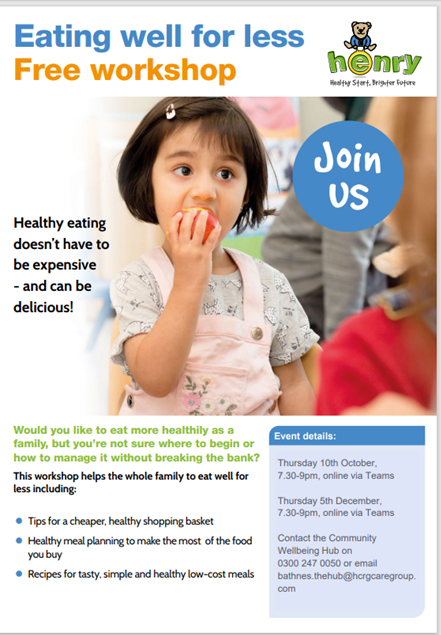 Eating well for less
Free workshop
henry
Healthy Start, Brighter Future
Join
us
Healthy eating
doesn't have to
be expensive
- and can be
delicious!
Would you like to eat more healthily as a
family, but you're not sure where to begin or
how to manage it without breaking the bank?
This workshop helps the whole family to eat well for
less including:
Tips for a cheaper, healthy shopping basket
Healthy meal planning to make the most of the food
you buy
Recipes for tasty, simple and healthy low-cost meals
Event details:
Thursday 10th October,
7.30-9pm, online via Teams
Thursday 5th December,
7.30-9pm, online via Teams
Contact the Community
Wellbeing Hub on
0300 247 0050 or email
bathnes.thehub@hcrgcaregroup.
com